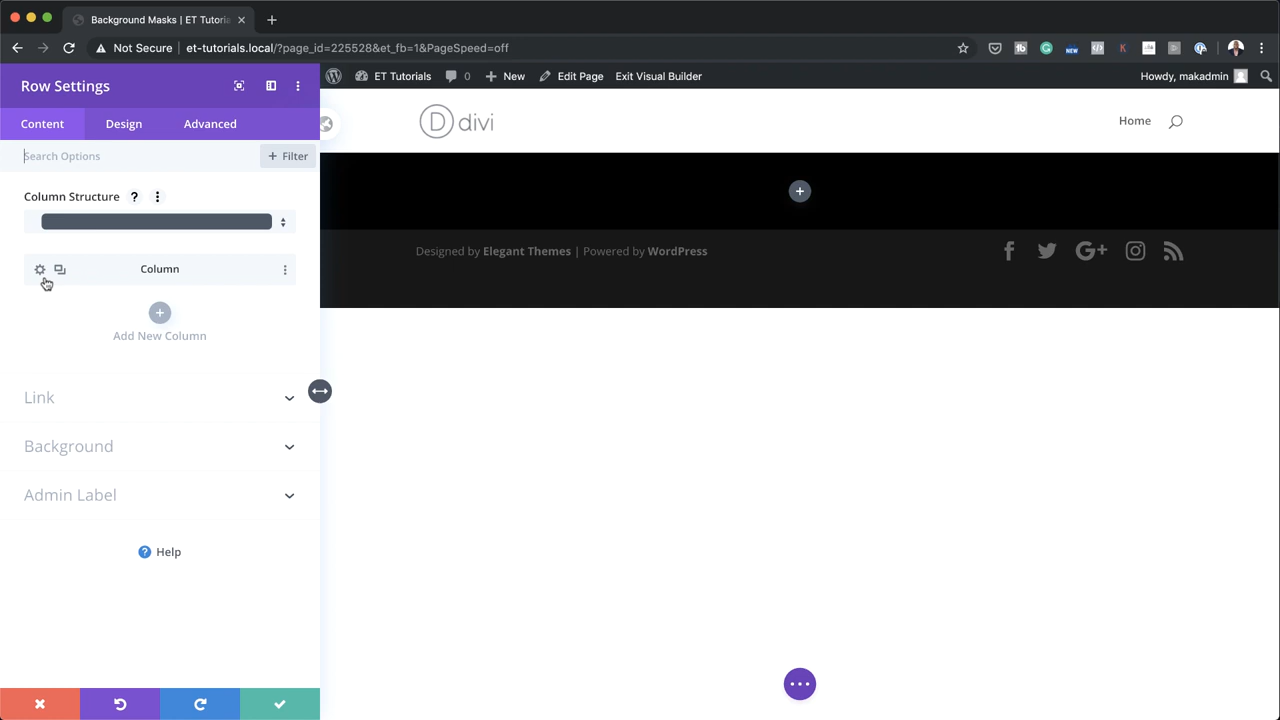 Background Masks | ET Tutoria
Not Secure
et-tutorials.local/?page_id=225528&et_fb=1&PageSpeed=off
NEW
K
Row Settings
ET Tutorials
0
New
Edit Page
Exit Visual Builder
Howdy, makadmin
Content
Design
Advanced
D divi
Home
Search Options
+ Filter
Column Structure
?
Column
Add New Column
Designed by Elegant Themes | Powered by WordPress
Link
Background
Admin Label
? Help